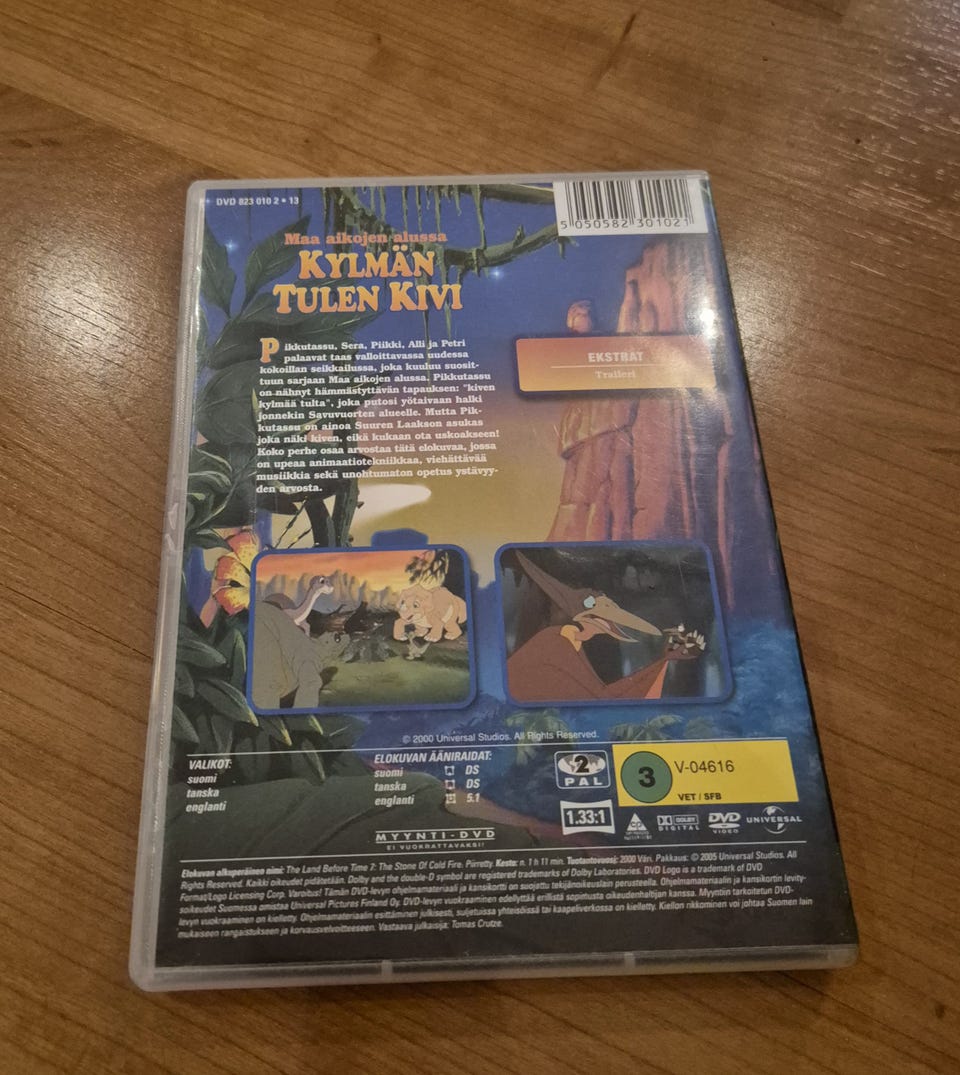 DVD 823 010 2 • 13
5 050582 301021
Maa aikojen alussa
KYLMÄN
TULEN KIVI
Pikkutassu, Sera, Piikki, Alli ja Petri
palaavat taas valloittavassa uudessa
kokoillan seikkailussa, joka kuuluu suosit-
tuun sarjaan Maa aikojen alussa. Pikkutassu
on nähnyt hämmästyttävän tapauksen: "kiven
kylmää tulta", joka putosi yötaivaan halki
jonnekin Savuvuorten alueelle. Mutta Pik-
kutassu on ainoa Suuren Laakson asukas
joka näki kiven, eikä kukaan ota uskoakseen!
Koko perhe osaa arvostaa tätä elokuvaa, jossa
on upeaa animaatiotekniikkaa, viehättävää
musiikkia sekä unohtumaton opetus ystävyy-
den arvosta.
EKSTRAT
Traileri
© 2000 Universal Studios. All Rights Reserved.
VALIKOT:
suomi
tanska
englanti
ELOKUVAN ÄÄNIRAIDAT:
suomi DS
tanska DS
englanti 5.1
2
PAL
1.33:1
3 V-04616
VET / SFB
DOLBY
DIGITAL
DVD
VIDEO
UNIVERSAL
MYYNTI-DVD
EI VUOKRATTAVAKSI!
Elokuvan alkuperäinen nimi: The Land Before Time 7: The Stone Of Cold Fire. Piirretty. Kesto: n. 1 h 11 min. Tuotantovuosi: 2000 Väri. Pakkaus: © 2005 Universal Studios. All
Rights Reserved. Kaikki oikeudet pidätetään. Dolby and the double-D symbol are registered trademarks of Dolby Laboratories. DVD Logo is a trademark of DVD
Format/Logo Licensing Corp. Varoitus! Tämän DVD-levyn ohjelmamateriaali ja kansikortti on suojattu tekijänoikeuslain perusteella. Ohjelmamateriaalin ja kansikortin levity-
soikeudet Suomessa omistaa Universal Pictures Finland Oy. DVD-levyn vuokraaminen edellyttää erillistä sopimusta oikeudenhaltijan kanssa. Myyntiin tarkoitetun DVD-
levyn vuokraaminen on kielletty. Ohjelmamateriaalin esittäminen julkisesti, suljetuissa yhteisöissä tai kaapeliverkossa on kielletty. Kiellon rikkominen voi johtaa Suomen lain
mukaiseen rangaistukseen ja korvausvelvoitteeseen. Vastaava julkaisija: Tomas Crutze.